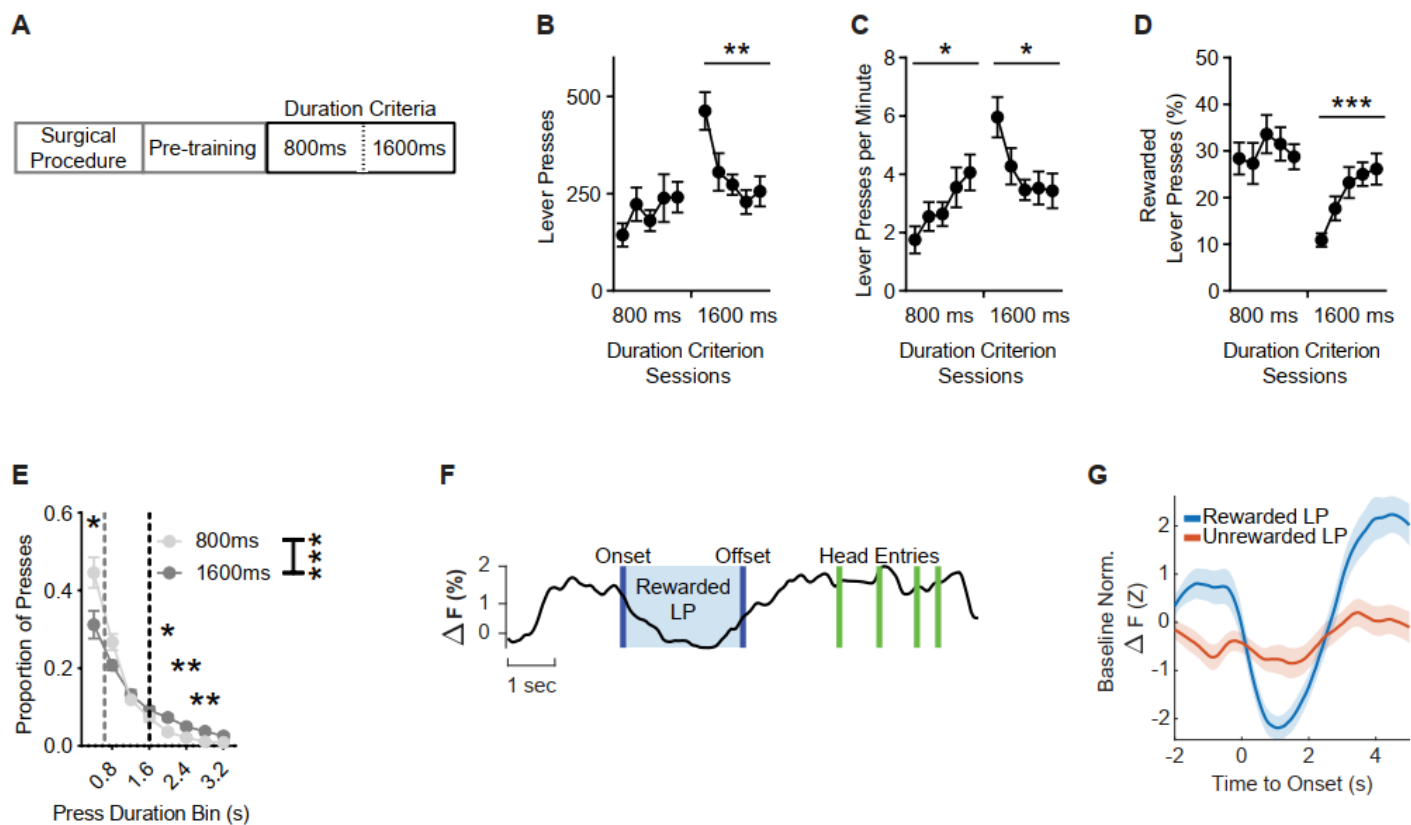 A
Duration Criteria
Surgical
Procedure
Pre-training
800ms
1600ms
B
**
Lever Presses
500
250
0
800 ms
1600 ms
Duration Criterion
Sessions
C
*
*
Lever Presses per Minute
8
6
4
2
0
800 ms
1600 ms
Duration Criterion
Sessions
D
***
Rewarded
Lever Presses (%)
50
40
30
20
10
0
800 ms
1600 ms
Duration Criterion
Sessions
E
Proportion of Presses
0.6
0.4
0.2
0.0
*
800ms
1600ms
***
*
**
**
0.8
1.6
2.4
3.2
Press Duration Bin (s)
F
Onset
Offset
Head Entries
Δ F (%)
2
1
0
Rewarded
LP
1 sec
G
Baseline Norm.
Δ F (Z)
Rewarded LP
Unrewarded LP
2
1
0
-1
-2
-2
0
2
4
Time to Onset (s)